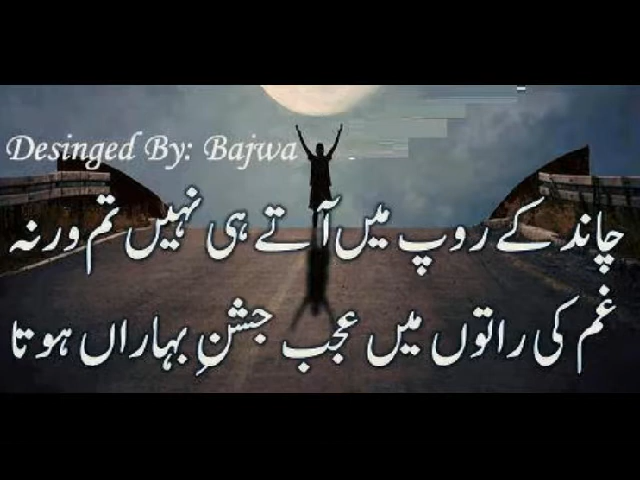 Desinged By: Bajwa
چاند کے روپ میں آتے ہی نہیں تم ورنہ
غم کی راتوں میں عجب جشنِ بہاراں ہوتا